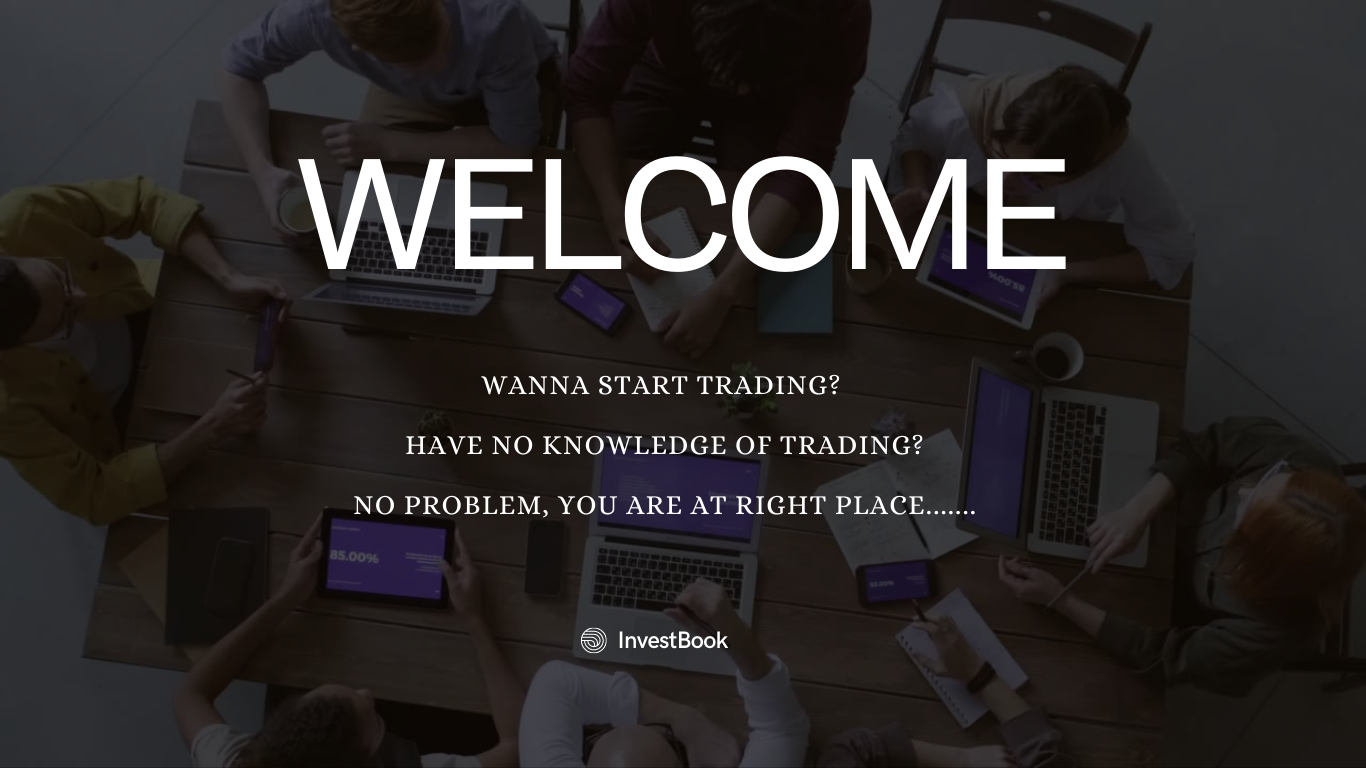 WELCOME
WANNA START TRADING?
HAVE NO KNOWLEDGE OF TRADING?
NO PROBLEM, YOU ARE AT RIGHT PLACE.......
85.00%
InvestBook